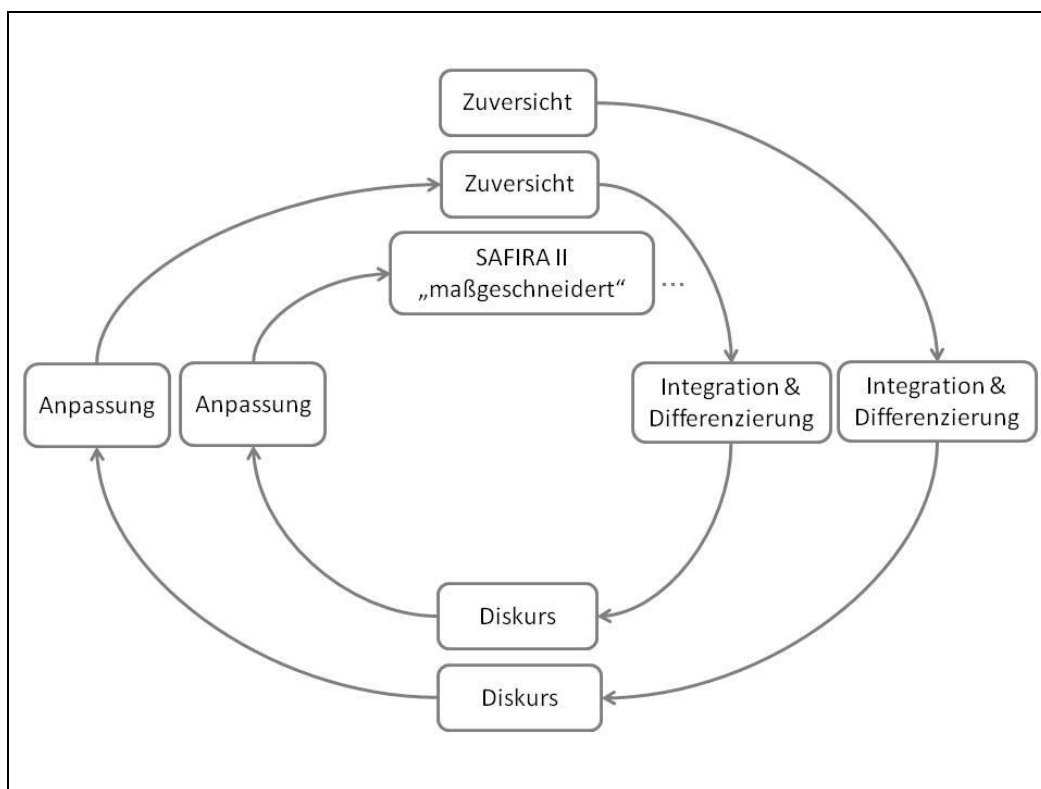 Zuversicht
Zuversicht
SAFIRA II
„maßgeschneidert“
...
Anpassung
Anpassung
Integration &
Differenzierung
Integration &
Differenzierung
Diskurs
Diskurs